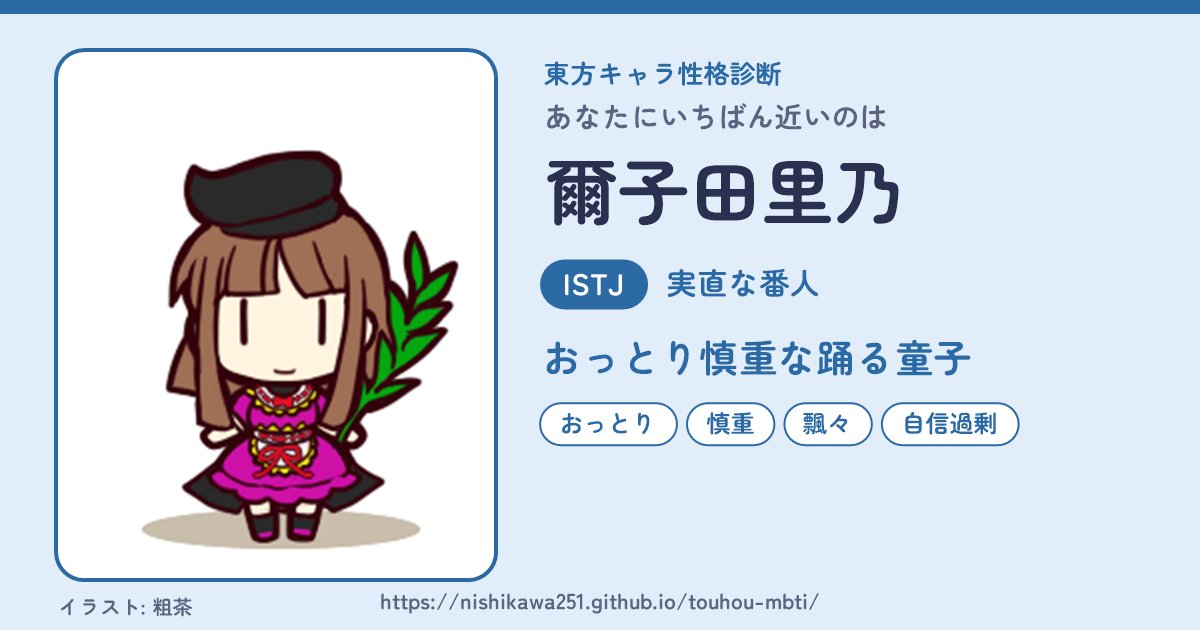 東方キャラ性格診断
あなたにいちばん近いのは
爾子田里乃
ISTJ 実直な番人
おっとり慎重な踊る童子
おっとり 慎重 飄々 自信過剰
イラスト: 粗茶
https://nishikawa251.github.io/touhou-mbti/